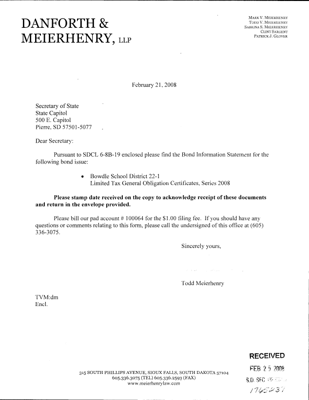 DANFORTH &
MEIERHENRY, LLP
MARK V. MEIERHENRY
TODD V. MEIERHENRY
SABRINA S. MEIERHENRY
CLINT SARGENT
PATRICK J. GLOVER
February 21, 2008
Secretary of State
State Capitol
500 E. Capitol
Pierre, SD 57501-5077
Dear Secretary:
Pursuant to SDCL 6-8B-19 enclosed please find the Bond Information Statement for the
following bond issue:
• Bowdle School District 22-1
Limited Tax General Obligation Certificates, Series 2008
Please stamp date received on the copy to acknowledge receipt of these documents
and return in the envelope provided.
Please bill our pad account # 100064 for the $1.00 filing fee. If you should have any
questions or comments relating to this form, please call the undersigned of this office at (605)
336-3075.
Sincerely yours,
Todd Meierhenry
TVM:dm
Encl.
RECEIVED
FEB 25 2008
S.D. SEC. OF
315 SOUTH PHILLIPS AVENUE, SIOUX FALLS, SOUTH DAKOTA 57104
605.336.3075 (TEL) 605.336.2593 (FAX)
www.meierhenrylaw.com